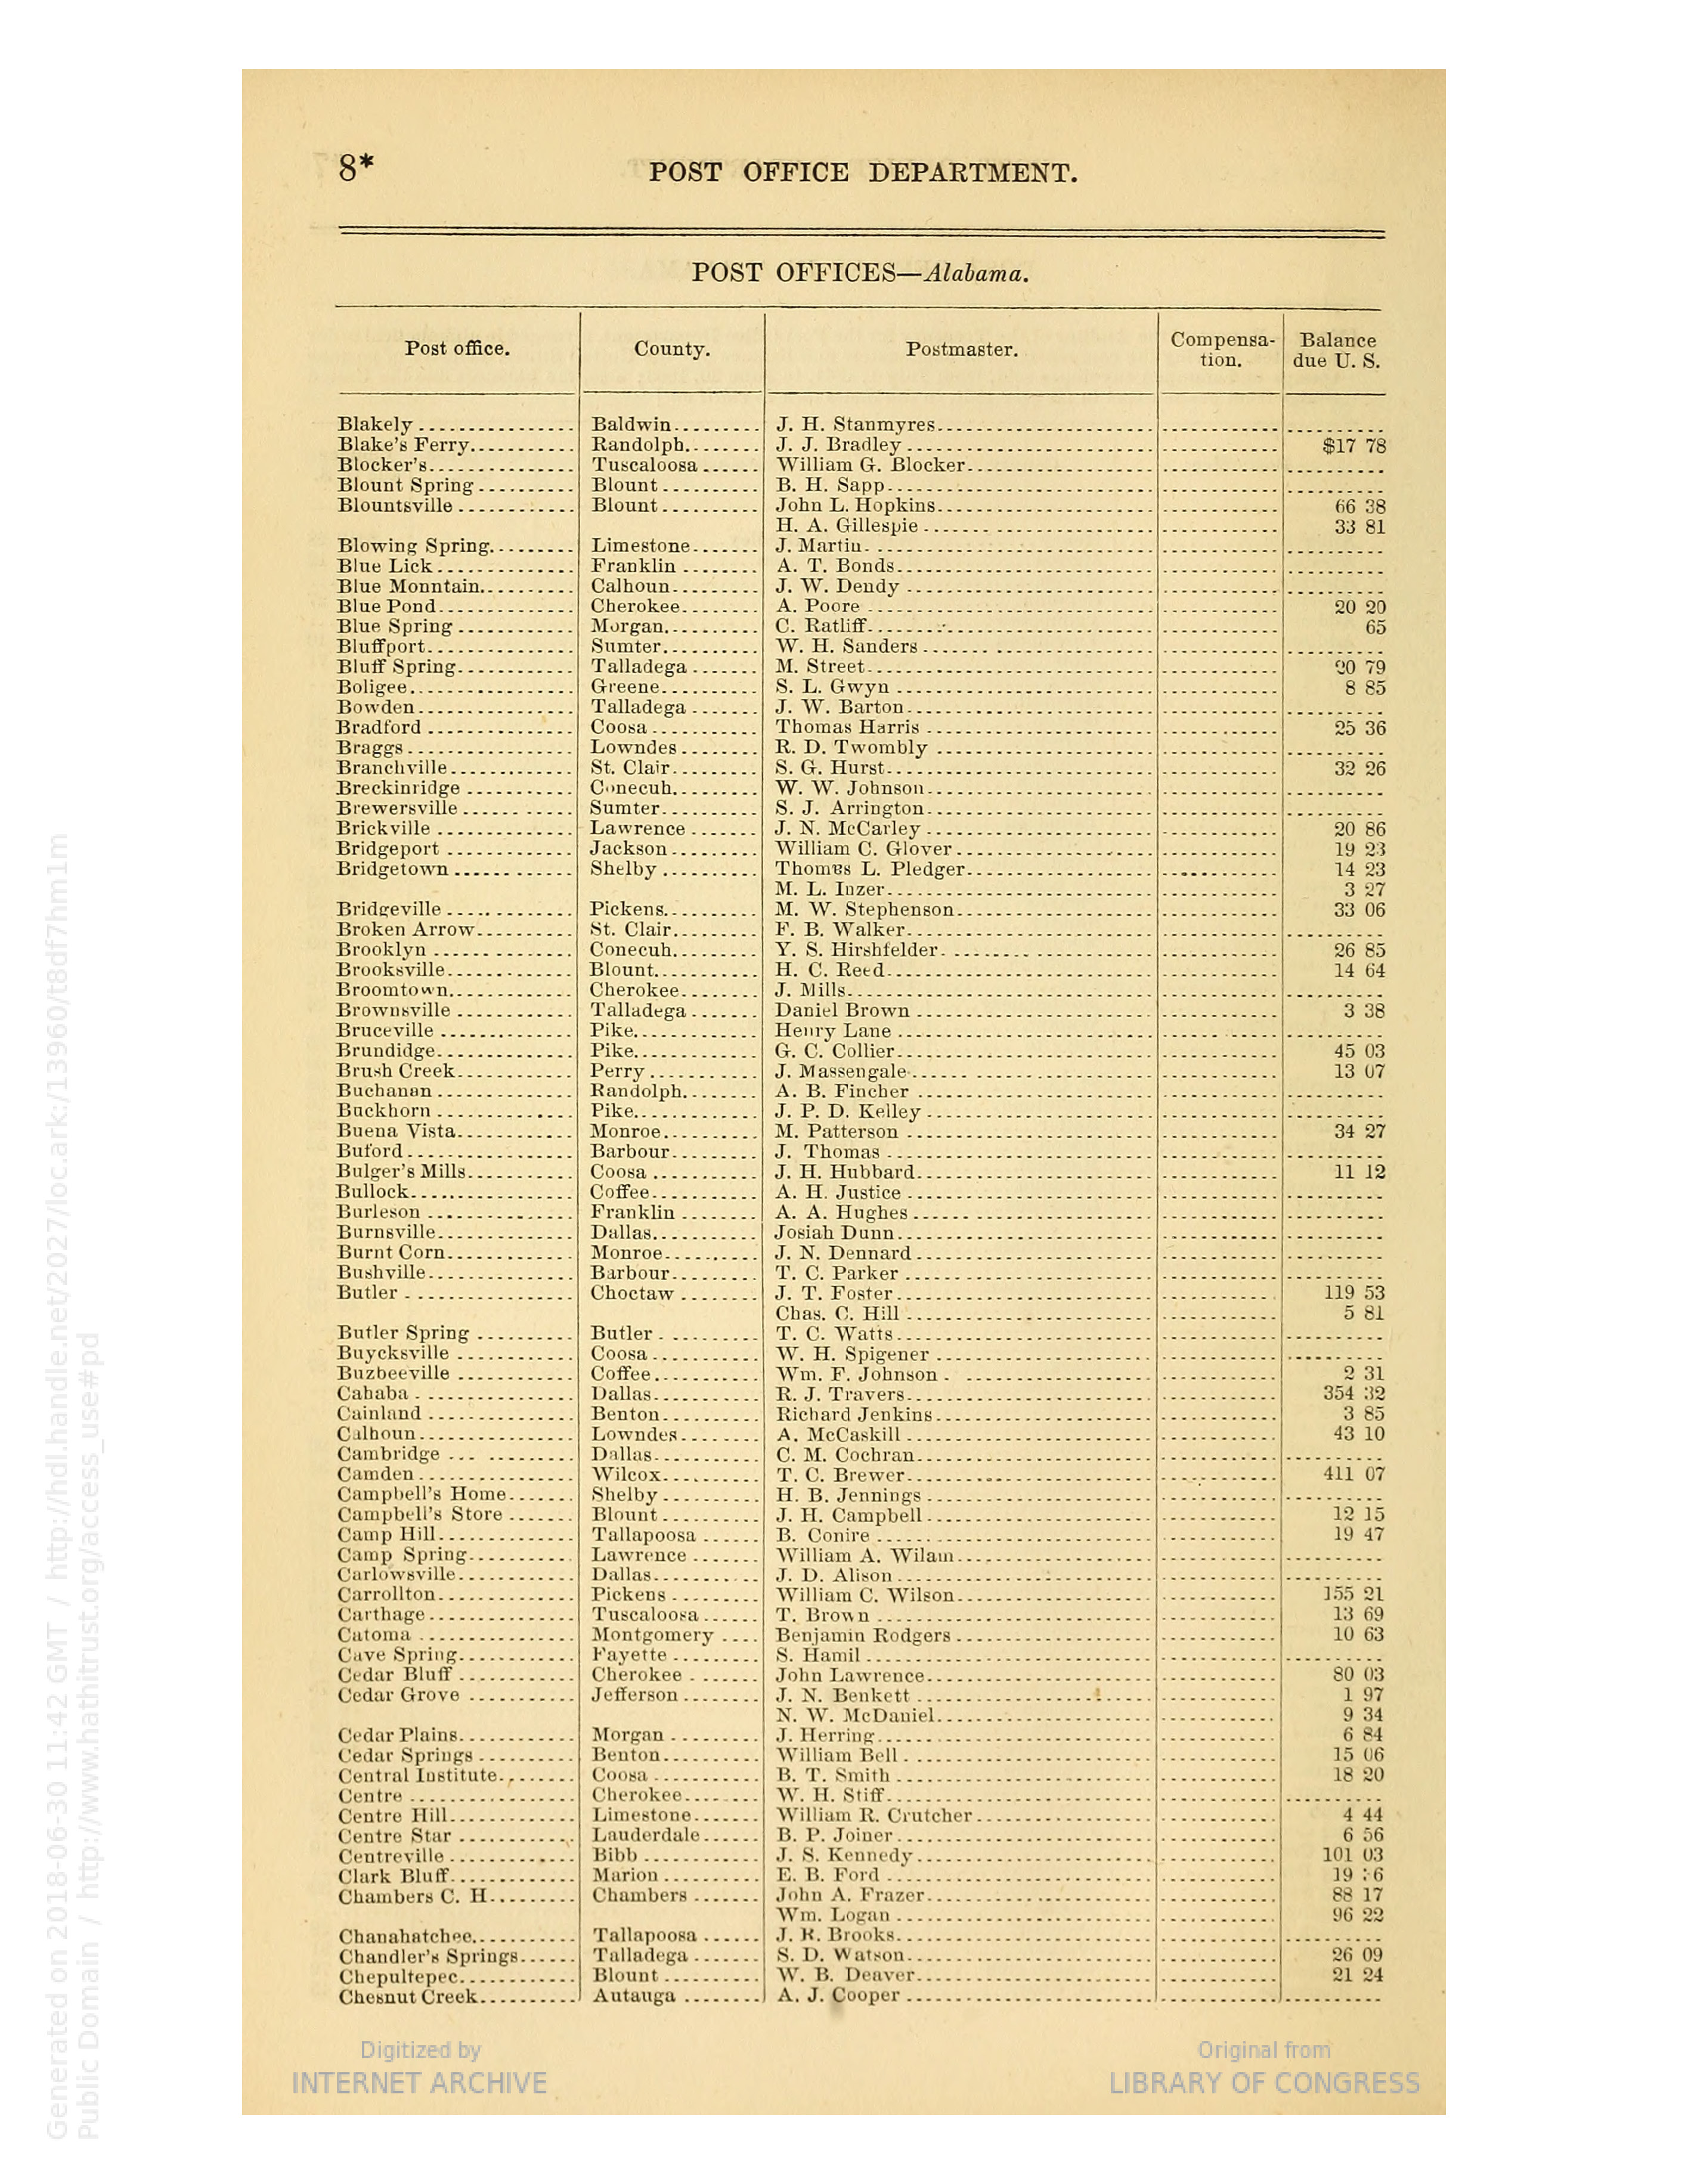 8*
POST OFFICE DEPARTMENT.
POST OFFICES—Alabama.
Post office. County. Postmaster. Compensa-tion. Balance due U. S.
Blakely Baldwin J. H. Stanmyres
Blake's Ferry Randolph J. J. Bradley $17 78
Blocker's Tuscaloosa William G. Blocker
Blount Spring Blount B. H. Sapp
Blountsville Blount John L. Hopkins 66 38
H. A. Gillespie 33 81
Blowing Spring Limestone J. Martin
Blue Lick Franklin A. T. Bonds
Blue Monntain Calhoun J. W. Dendy
Blue Pond Cherokee A. Poore 20 20
Blue Spring Morgan C. Ratliff 65
Bluffport Sumter W. H. Sanders
Bluff Spring Talladega M. Street 20 79
Boligee Greene S. L. Gwyn 8 85
Bowden Talladega J. W. Barton
Bradford Coosa Thomas Harris 25 36
Braggs Lowndes R. D. Twombly
Branchville St. Clair S. G. Hurst 32 26
Breckinridge Conecuh W. W. Johnson
Brewersville Sumter S. J. Arrington
Brickville Lawrence J. N. McCarley 20 86
Bridgeport Jackson William C. Glover 19 23
Bridgetown Shelby Thomas L. Pledger 14 23
M. L. Inzer 3 27
Bridgeville Pickens M. W. Stephenson 33 06
Broken Arrow St. Clair F. B. Walker
Brooklyn Conecuh Y. S. Hirshfelder 26 85
Brooksville Blount H. C. Reed 14 64
Broomtown Cherokee J. Mills
Brownsville Talladega Daniel Brown 3 38
Bruceville Pike Henry Lane
Brundidge Pike G. C. Collier 45 03
Brush Creek Perry J. Massengale 13 07
Buchanan Randolph A. B. Fincher
Buckhorn Pike J. P. D. Kelley
Buena Vista Monroe M. Patterson 34 27
Buford Barbour J. Thomas
Bulger's Mills Coosa J. H. Hubbard 11 12
Bullock Coffee A. H. Justice
Burleson Franklin A. A. Hughes
Burnsville Dallas Josiah Dunn
Burnt Corn Monroe J. N. Dennard
Bushville Barbour T. C. Parker
Butler Choctaw J. T. Foster 119 53
Chas. C. Hill 5 81
Butler Spring Butler T. C. Watts
Buycksville Coosa W. H. Spigener
Buzbeeville Coffee Wm. F. Johnson 2 31
Cahaba Dallas R. J. Travers 354 32
Cainland Benton Richard Jenkins 3 85
Calhoun Lowndes A. McCaskill 43 10
Cambridge Dallas C. M. Cochran
Camden Wilcox T. C. Brewer 411 07
Campbell's Home Shelby H. B. Jennings
Campbell's Store Blount J. H. Campbell 12 15
Camp Hill Tallapoosa B. Conire 19 47
Camp Spring Lawrence William A. Wilam
Carlowsville Dallas J. D. Alison
Carrollton Pickens William C. Wilson 155 21
Carthage Tuscaloosa T. Brown 13 69
Catoma Montgomery Benjamin Rodgers 10 63
Cave Spring Fayette S. Hamil
Cedar Bluff Cherokee John Lawrence 80 03
Cedar Grove Jefferson J. N. Benkett 1 97
N. W. McDaniel 9 34
Cedar Plains Morgan J. Herring 6 84
Cedar Springs Benton William Bell 15 06
Central Institute Coosa B. T. Smith 18 20
Centre Cherokee W. H. Stiff
Centre Hill Limestone William R. Crutcher 4 44
Centre Star Lauderdale B. P. Joiner 6 56
Centreville Bibb J. S. Kennedy 101 03
Clark Bluff Marion E. B. Ford 19
Chambers C. H. Chambers John A. Frazer 88 17
Wm. Logan 96 22
Chanahatchee Tallapoosa J. R. Brooks
Chandler's Springs Talladega S. D. Watson 26 09
Chepultepec Blount W. B. Deaver 21 24
Chesnut Creek Autauga A. J. Cooper
Digitized by
INTERNET ARCHIVE
Original from
LIBRARY OF CONGRESS
Generated on 2018-06-30 11:42 GMT / http://hdl.handle.net/2027/loc.ark:/13960/t8df7hm1m
Public Domain / http://www.hathitrust.org/access_use#pd